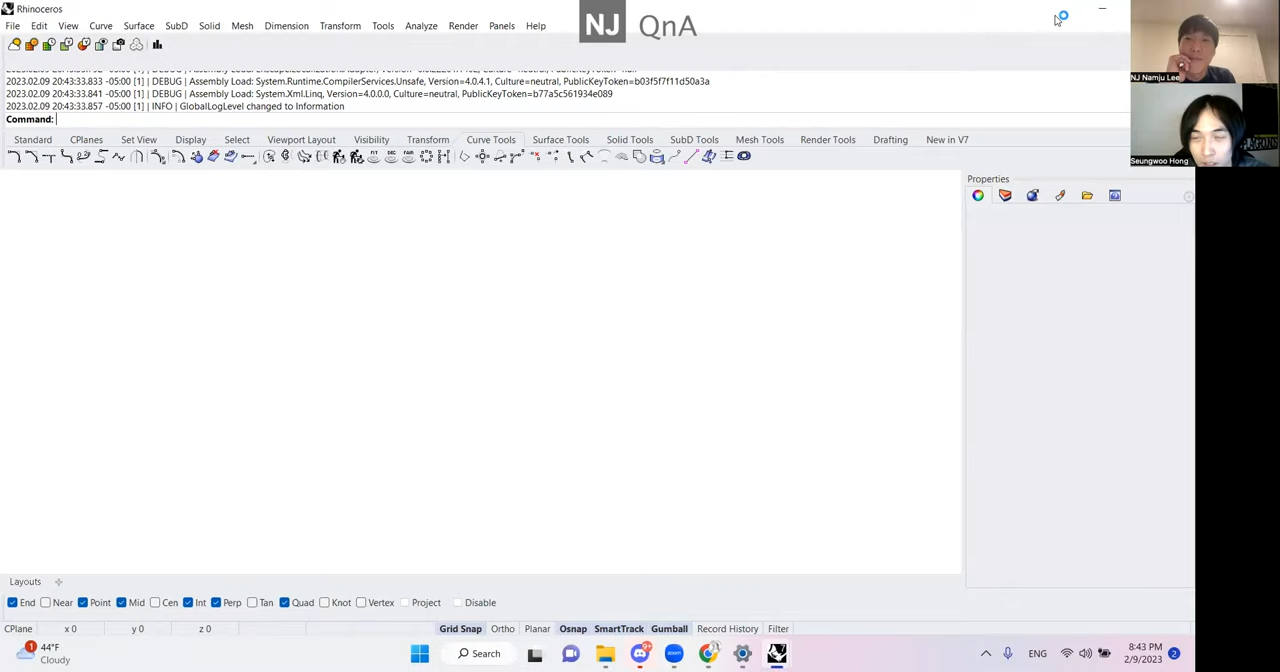 Rhinoceros
NJ QnA
File Edit View Curve Surface SubD Solid Mesh Dimension Transform Tools Analyze Render Panels Help
2023.02.09 20:43:33.833 -05:00 [1] | DEBUG | Assembly Load: System.Runtime.CompilerServices.Unsafe, Version=4.0.4.1, Culture=neutral, PublicKeyToken=b03f5f7f11d50a3a
2023.02.09 20:43:33.841 -05:00 [1] | DEBUG | Assembly Load: System.Xml.Linq, Version=4.0.0.0, Culture=neutral, PublicKeyToken=b77a5c561934e089
2023.02.09 20:43:33.857 -05:00 [1] | INFO | GlobalLogLevel changed to Information
Command:
Standard CPlanes Set View Display Select Viewport Layout Visibility Transform Curve Tools Surface Tools Solid Tools SubD Tools Mesh Tools Render Tools Drafting New in V7
NJ Namju Lee
Seungwoo Hong
Properties
Layouts
End Near Point Mid Cen Int Perp Tan Quad Knot Vertex Project Disable
CPlane x 0 y 0 z 0 Grid Snap Ortho Planar Osnap SmartTrack Gumball Record History Filter
1 44°F
Cloudy
Search
zoom
ENG
8:43 PM
2/9/2023
2